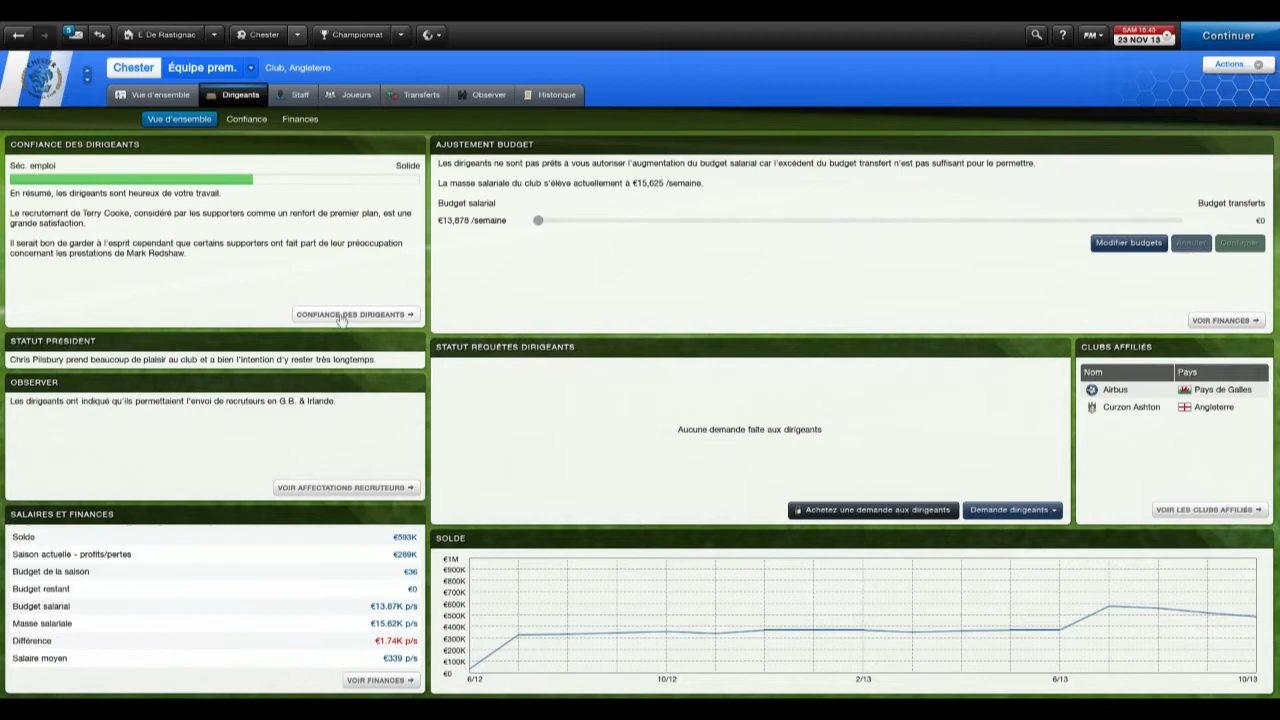 5
E. De Rastignac
Chester
Championnat
?
FM
SAM 16:45
23 NOV 13
Continuer
CHESTER
Chester
Équipe prem.
Club, Angleterre
Actions
Vue d'ensemble
Dirigeants
Staff
Joueurs
Transferts
Observer
Historique
Vue d'ensemble
Confiance
Finances
CONFIANCE DES DIRIGEANTS
Séc. emploi
Solide
En résumé, les dirigeants sont heureux de votre travail.
Le recrutement de Terry Cooke, considéré par les supporters comme un renfort de premier plan, est une
grande satisfaction.
Il serait bon de garder à l'esprit cependant que certains supporters ont fait part de leur préoccupation
concernant les prestations de Mark Redshaw.
CONFIANCE DES DIRIGEANTS
AJUSTEMENT BUDGET
Les dirigeants ne sont pas prêts à vous autoriser l'augmentation du budget salarial car l'excédent du budget transfert n'est pas suffisant pour le permettre.
La masse salariale du club s'élève actuellement à €15,625 /semaine.
Budget salarial
Budget transferts
€13,878 /semaine
€0
Modifier budgets
Annuler
Confirmer
VOIR FINANCES
STATUT PRÉSIDENT
Chris Pilsbury prend beaucoup de plaisir au club et a bien l'intention d'y rester très longtemps.
OBSERVER
Les dirigeants ont indiqué qu'ils permettaient l'envoi de recruteurs en G.B. & Irlande.
VOIR AFFECTATIONS RECRUTEURS
STATUT REQUÊTES DIRIGEANTS
Aucune demande faite aux dirigeants
Achetez une demande aux dirigeants
Demande dirigeants
CLUBS AFFILIÉS
Nom
Pays
Airbus
Pays de Galles
Curzon Ashton
Angleterre
VOIR LES CLUBS AFFILIÉS
SALAIRES ET FINANCES
Solde
€593K
Saison actuelle - profits/pertes
€289K
Budget de la saison
€36
Budget restant
€0
Budget salarial
€13.87K p/s
Masse salariale
€15.62K p/s
Différence
€1.74K p/s
Salaire moyen
€339 p/s
VOIR FINANCES
SOLDE
€1M
€900K
€800K
€700K
€600K
€500K
€400K
€300K
€200K
€100K
€0
6/12
10/12
2/13
6/13
10/13